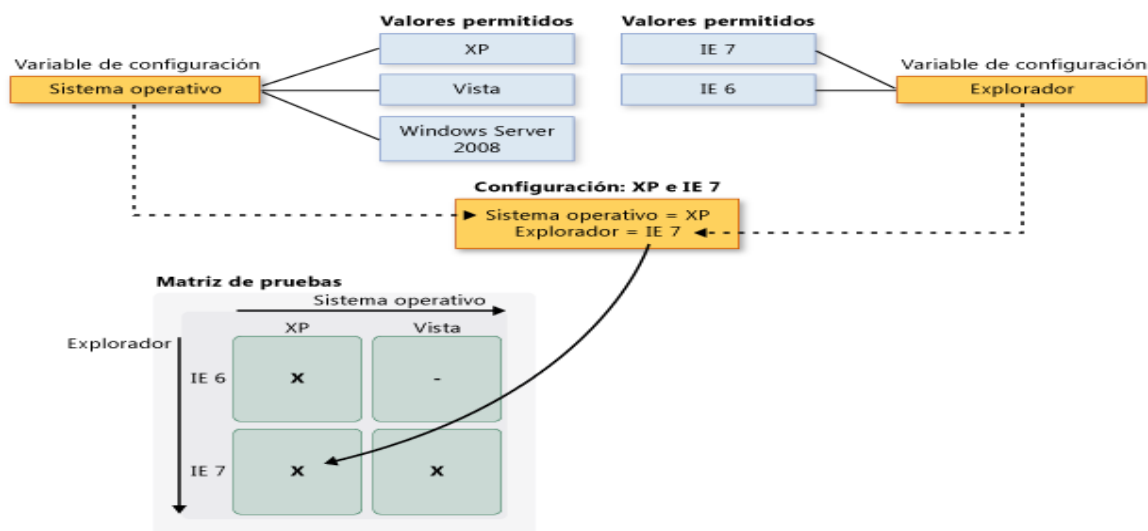 Valores permitidos
Valores permitidos
XP
IE 7
Variable de configuración
Variable de configuración
Sistema operativo
Vista
IE 6
Explorador
Windows Server
2008
Configuración: XP e IE 7
Sistema operativo = XP
Explorador = IE 7
Matriz de pruebas
Sistema operativo
XP
Vista
Explorador
IE 6
X
-
IE 7
X
X